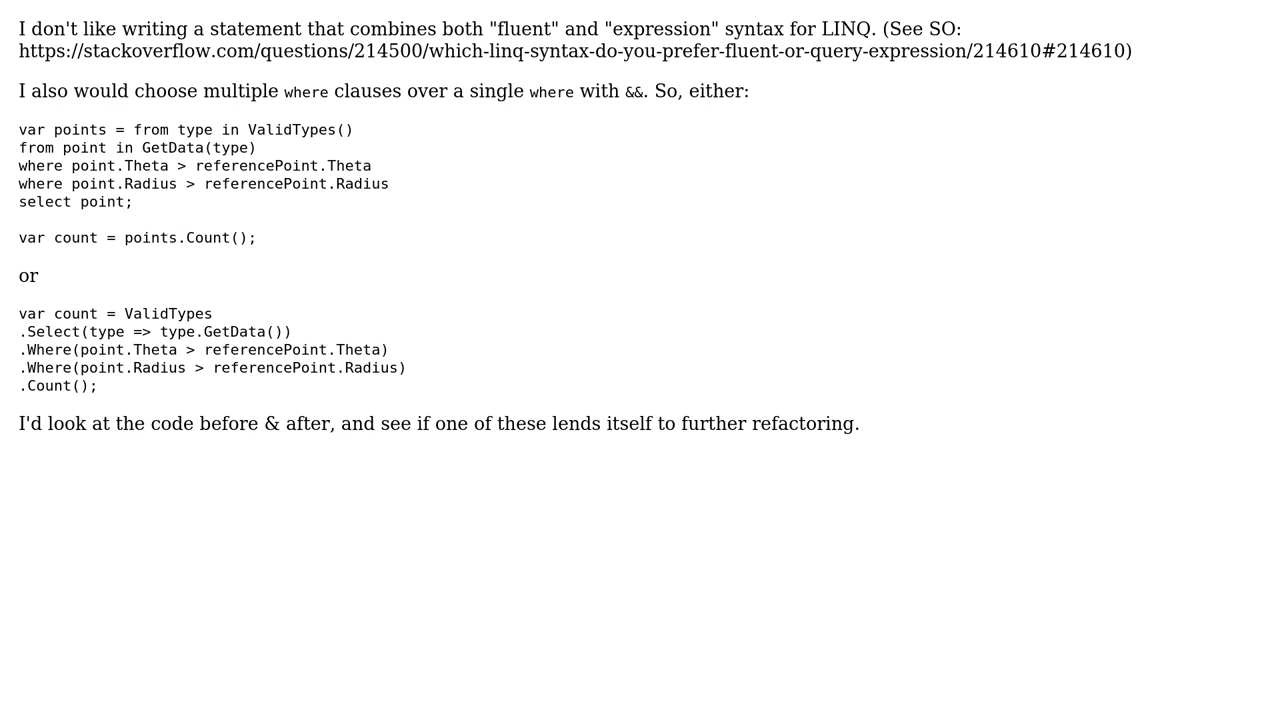 I don't like writing a statement that combines both "fluent" and "expression" syntax for LINQ. (See SO:
https://stackoverflow.com/questions/214500/which-linq-syntax-do-you-prefer-fluent-or-query-expression/214610#214610)
I also would choose multiple where clauses over a single where with &&. So, either:
var points = from type in ValidTypes()
from point in GetData(type)
where point.Theta > referencePoint.Theta
where point.Radius > referencePoint.Radius
select point;
var count = points.Count();
or
var count = ValidTypes
.Select(type => type.GetData())
.Where(point.Theta > referencePoint.Theta)
.Where(point.Radius > referencePoint.Radius)
.Count();
I'd look at the code before & after, and see if one of these lends itself to further refactoring.